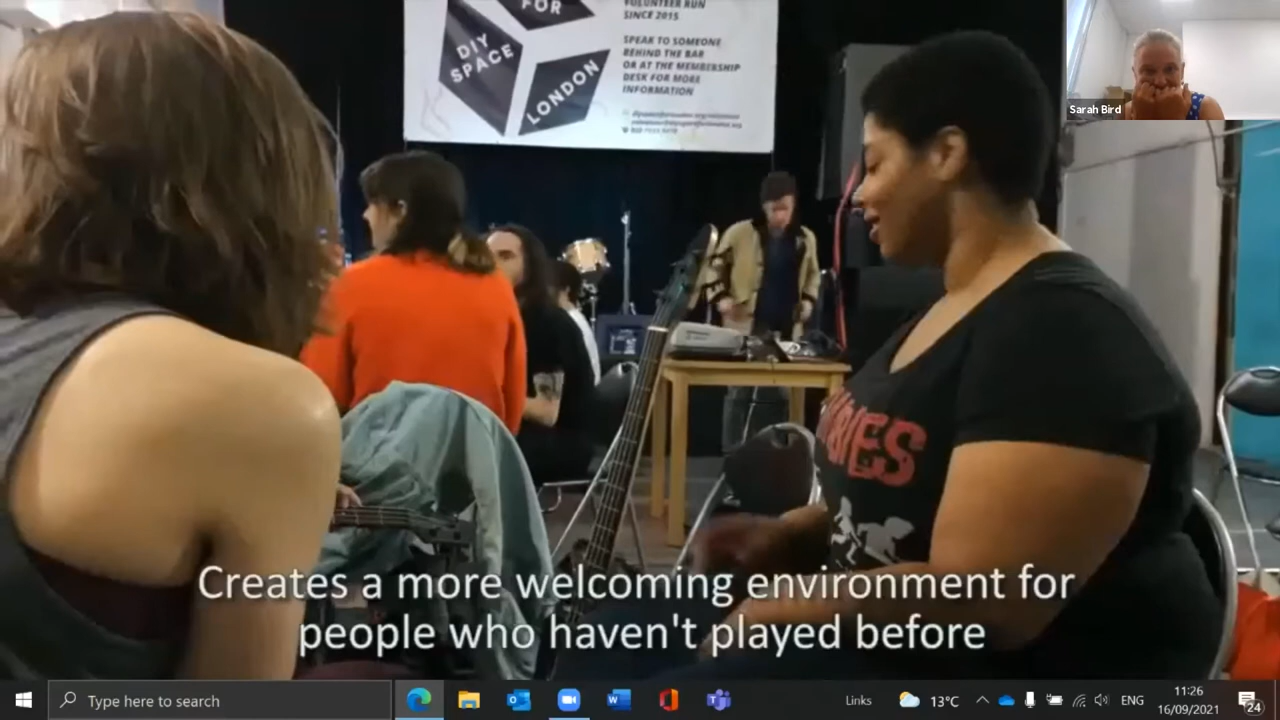 FOR
DIY
SPACE
LONDON
VOLUNTEER RUN
SINCE 2015
SPEAK TO SOMEONE
BEHIND THE BAR
OR AT THE MEMBERSHIP
DESK FOR MORE
INFORMATION
Sarah Bird
Creates a more welcoming environment for
people who haven't played before
Type here to search
Links
13°C
ENG
11:26
16/09/2021
24